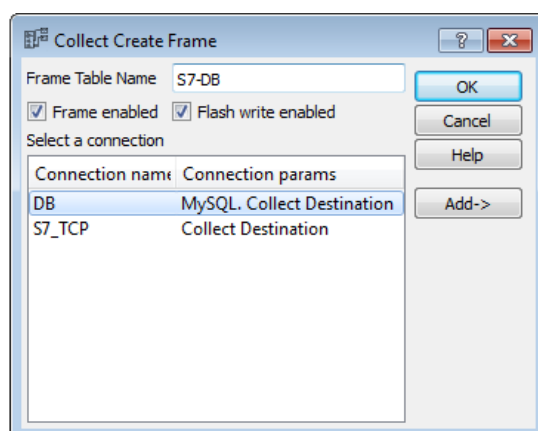 Collect Create Frame
Frame Table Name S7-DB
OK
Frame enabled Flash write enabled
Cancel
Select a connection
Help
Connection name Connection params
DB MySQL. Collect Destination
Add->
S7_TCP Collect Destination